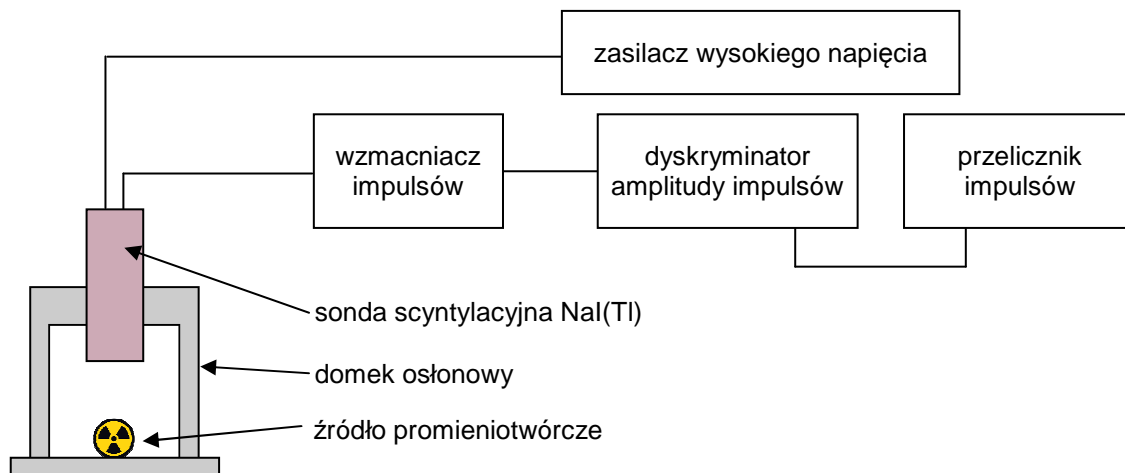 zasilacz wysokiego napięcia
wzmacniacz
impulsów
dyskryminator
amplitudy impulsów
przelicznik
impulsów
sonda scyntylacyjna NaI(Tl)
domek osłonowy
źródło promieniotwórcze